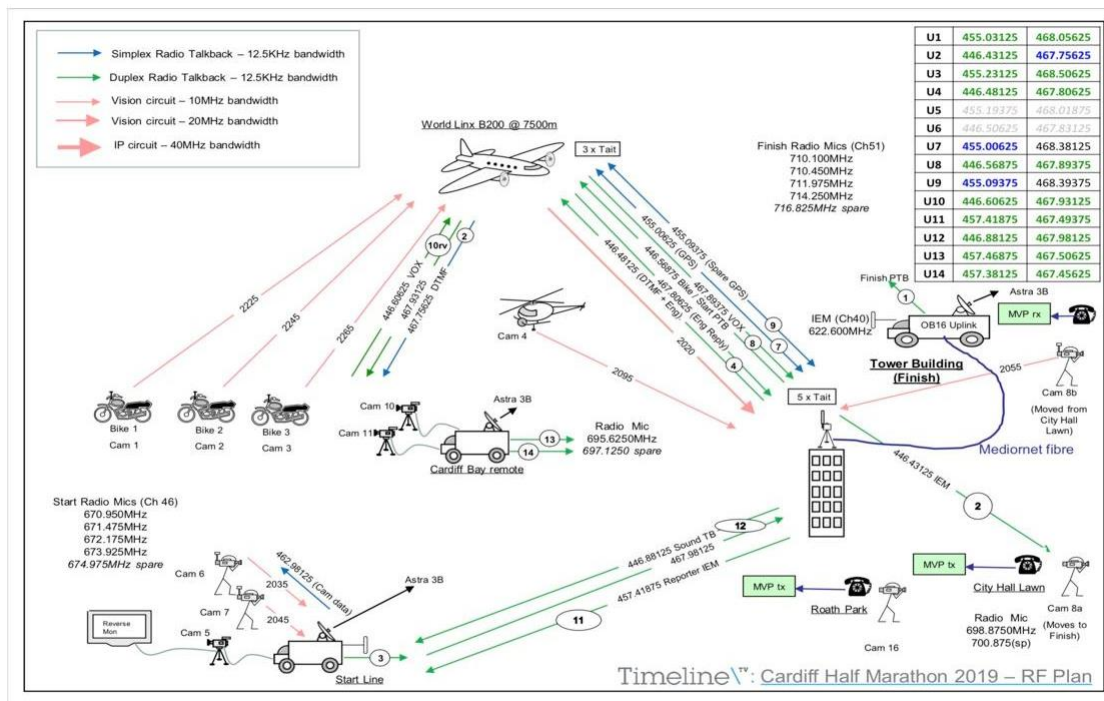 Simplex Radio Talkback – 12.5KHz bandwidth
Duplex Radio Talkback – 12.5KHz bandwidth
Vision circuit – 10MHz bandwidth
Vision circuit – 20MHz bandwidth
IP circuit – 40MHz bandwidth
World Linx B200 @ 7500m
3 x Tait
Finish Radio Mics (Ch51)
710.100MHz
710.450MHz
711.975MHz
714.250MHz
716.825MHz spare
U1 455.03125 468.05625
U2 446.43125 467.75625
U3 455.23125 468.50625
U4 446.48125 467.80625
U5 455.19375 468.01875
U6 446.50625 467.83125
U7 455.00625 468.38125
U8 446.56875 467.89375
U9 455.09375 468.39375
U10 446.60625 467.93125
U11 457.41875 467.49375
U12 446.88125 467.98125
U13 457.46875 467.50625
U14 457.38125 467.45625
2225
2245
2265
10rv
2
446.60625 VOX
467.93125
467.75625 DTMF
455.09375 (Spare GPS)
455.00625 (GPS)
467.89375 VOX
446.56875 Bike / Start PTB
467.80625 (Eng Reply)
446.48125 (DTMF + Eng)
2020
9
7
8
4
Cam 4
2095
Finish PTB
1
Astra 3B
IEM (Ch40)
622.600MHz
OB16 Uplink
MVP rx
Tower Building
(Finish)
2055
Cam 8b
(Moved from
City Hall
Lawn)
5 x Tait
Mediornet fibre
Bike 1
Cam 1
Bike 2
Cam 2
Bike 3
Cam 3
Cam 10
Cam 11
Astra 3B
13
14
Cardiff Bay remote
Radio Mic
695.6250MHz
697.1250 spare
446.43125 IEM
2
Start Radio Mics (Ch 46)
670.950MHz
671.475MHz
672.175MHz
673.925MHz
674.975MHz spare
Cam 6
2035
462.98125 (Cam data)
Cam 7
2045
Astra 3B
Reverse
Mon
Cam 5
3
Start Line
12
446.88125 Sound TB
467.98125
457.41875 Reporter IEM
11
MVP tx
Roath Park
Cam 16
MVP tx
City Hall Lawn
Cam 8a
(Moves to
Finish)
Radio Mic
698.8750MHz
700.875(sp)
Timeline TV: Cardiff Half Marathon 2019 – RF Plan